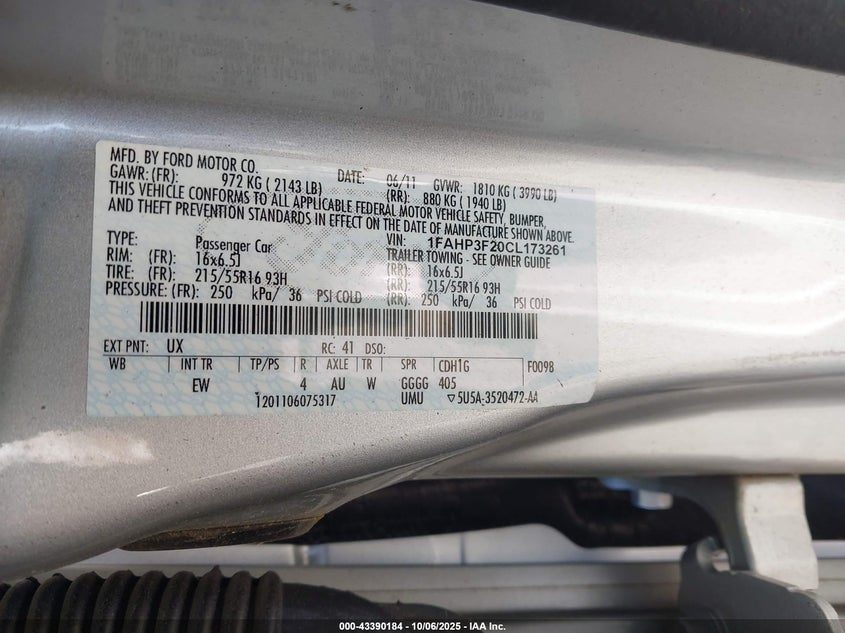 MFD. BY FORD MOTOR CO. DATE: 06/11 GVWR: 1810 KG ( 3990 LB)
GAWR: (FR): 972 KG ( 2143 LB) (RR): 880 KG ( 1940 LB)
THIS VEHICLE CONFORMS TO ALL APPLICABLE FEDERAL MOTOR VEHICLE SAFETY, BUMPER,
AND THEFT PREVENTION STANDARDS IN EFFECT ON THE DATE OF MANUFACTURE SHOWN ABOVE.
VIN: 1FAHP3F20CL173261
TYPE: Passenger Car TRAILER TOWING - SEE OWNER GUIDE
RIM: (FR): 16x6.5J (RR): 16x6.5J
TIRE: (FR): 215/55R16 93H (RR): 215/55R16 93H
PRESSURE: (FR): 250 kPa/ 36 PSI COLD (RR): 250 kPa/ 36 PSI COLD
EXT PNT: UX RC: 41 DSO:
WB INT TR TP/PS R AXLE TR SPR CDH1G F009B
EW 4 AU W GGGG 405
1201106075317 UMU ▽5U5A-3520472-AA
000-43390184 - 10/06/2025 - IAA Inc.